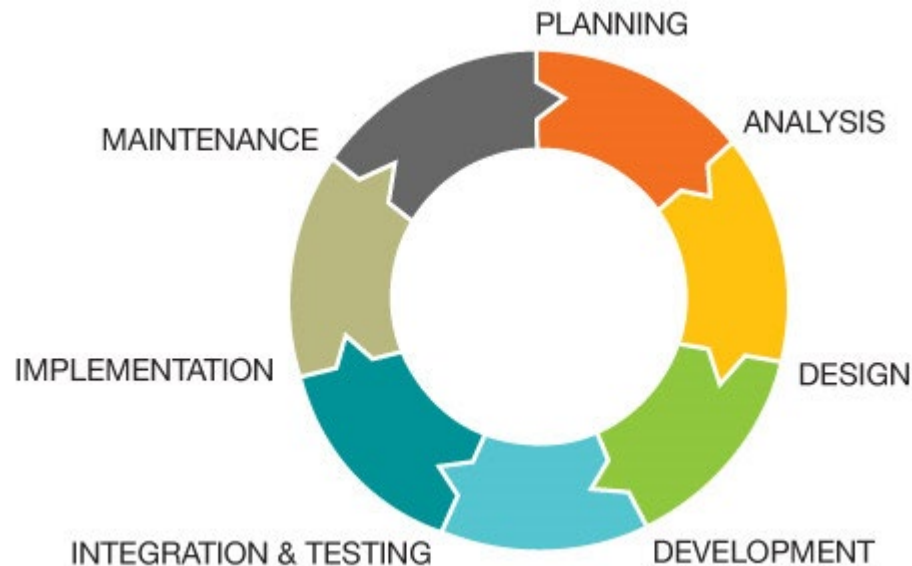 PLANNING
ANALYSIS
DESIGN
DEVELOPMENT
INTEGRATION & TESTING
IMPLEMENTATION
MAINTENANCE